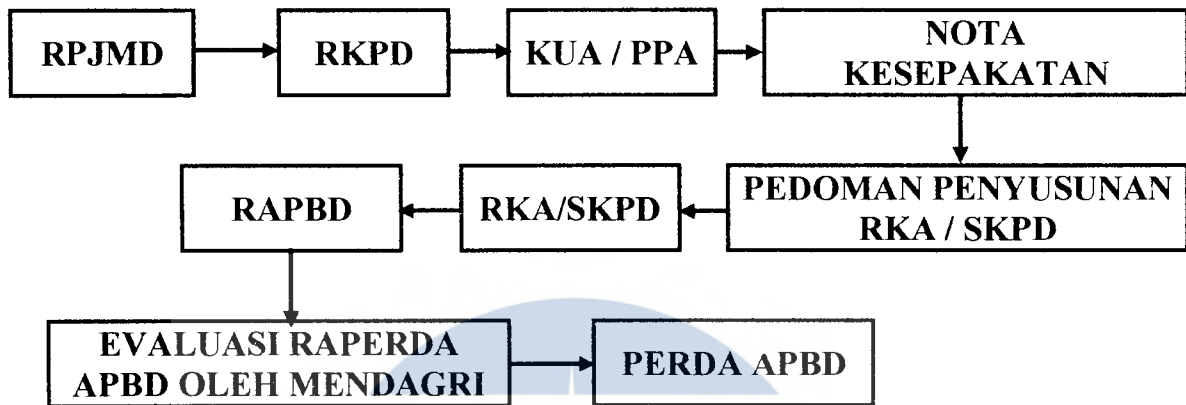 RPJMD
RKPD
KUA / PPA
NOTA
KESEPAKATAN
PEDOMAN PENYUSUNAN
RKA / SKPD
RKA/SKPD
RAPBD
EVALUASI RAPERDA
APBD OLEH MENDAGRI
PERDA APBD